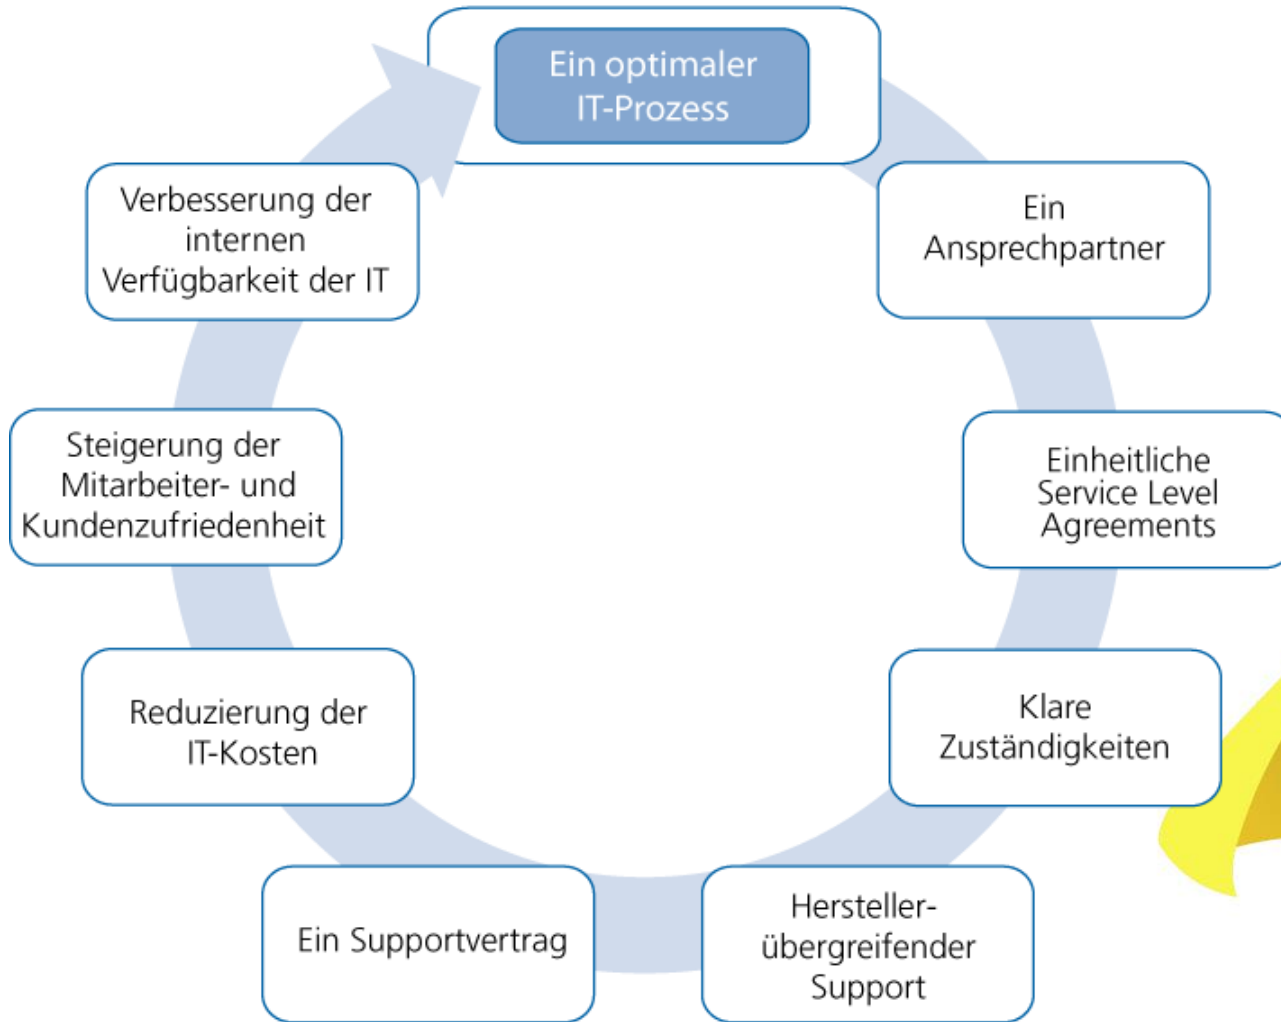 Ein optimaler
IT-Prozess
Ein
Ansprechpartner
Einheitliche
Service Level
Agreements
Klare
Zuständigkeiten
Hersteller-
übergreifender
Support
Ein Supportvertrag
Reduzierung der
IT-Kosten
Steigerung der
Mitarbeiter- und
Kundenzufriedenheit
Verbesserung der
internen
Verfügbarkeit der IT